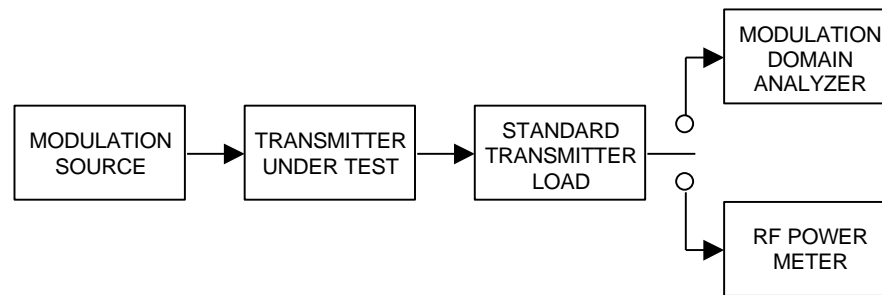 MODULATION
SOURCE
TRANSMITTER
UNDER TEST
STANDARD
TRANSMITTER
LOAD
MODULATION
DOMAIN
ANALYZER
RF POWER
METER